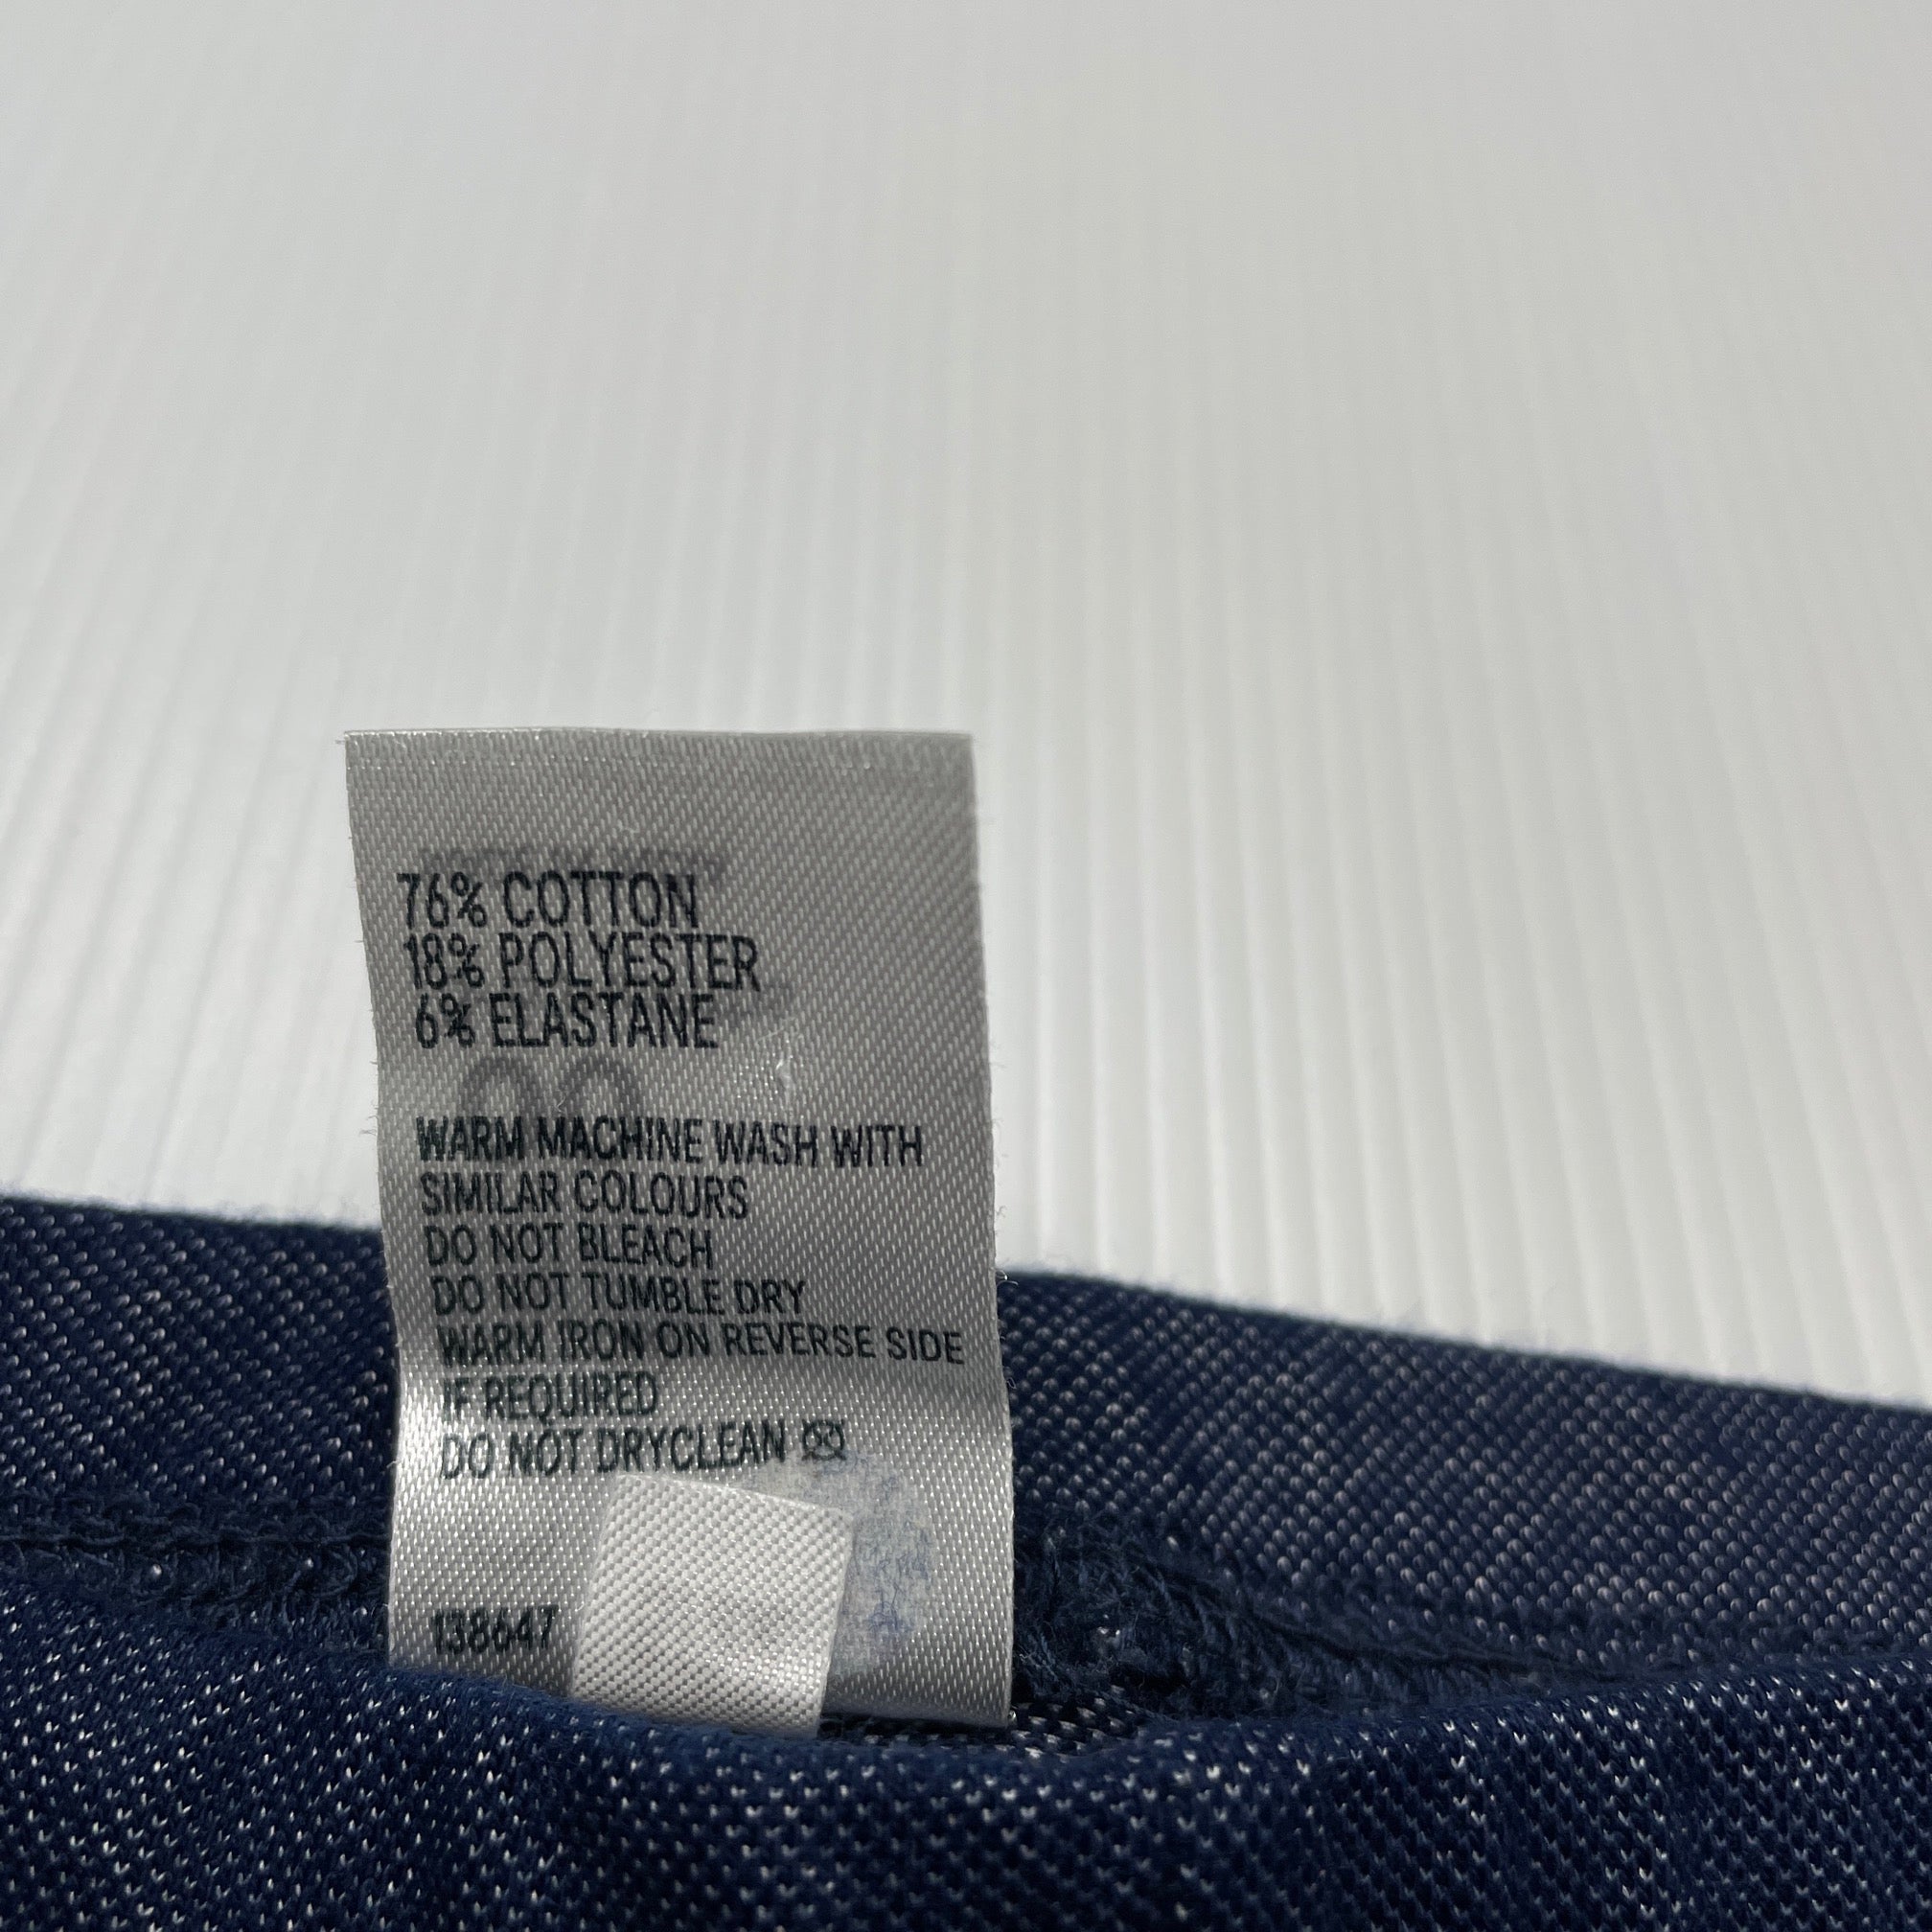 76% COTTON
18% POLYESTER
6% ELASTANE
WARM MACHINE WASH WITH
SIMILAR COLOURS
DO NOT BLEACH
DO NOT TUMBLE DRY
WARM IRON ON REVERSE SIDE
IF REQUIRED
DO NOT DRYCLEAN
138647